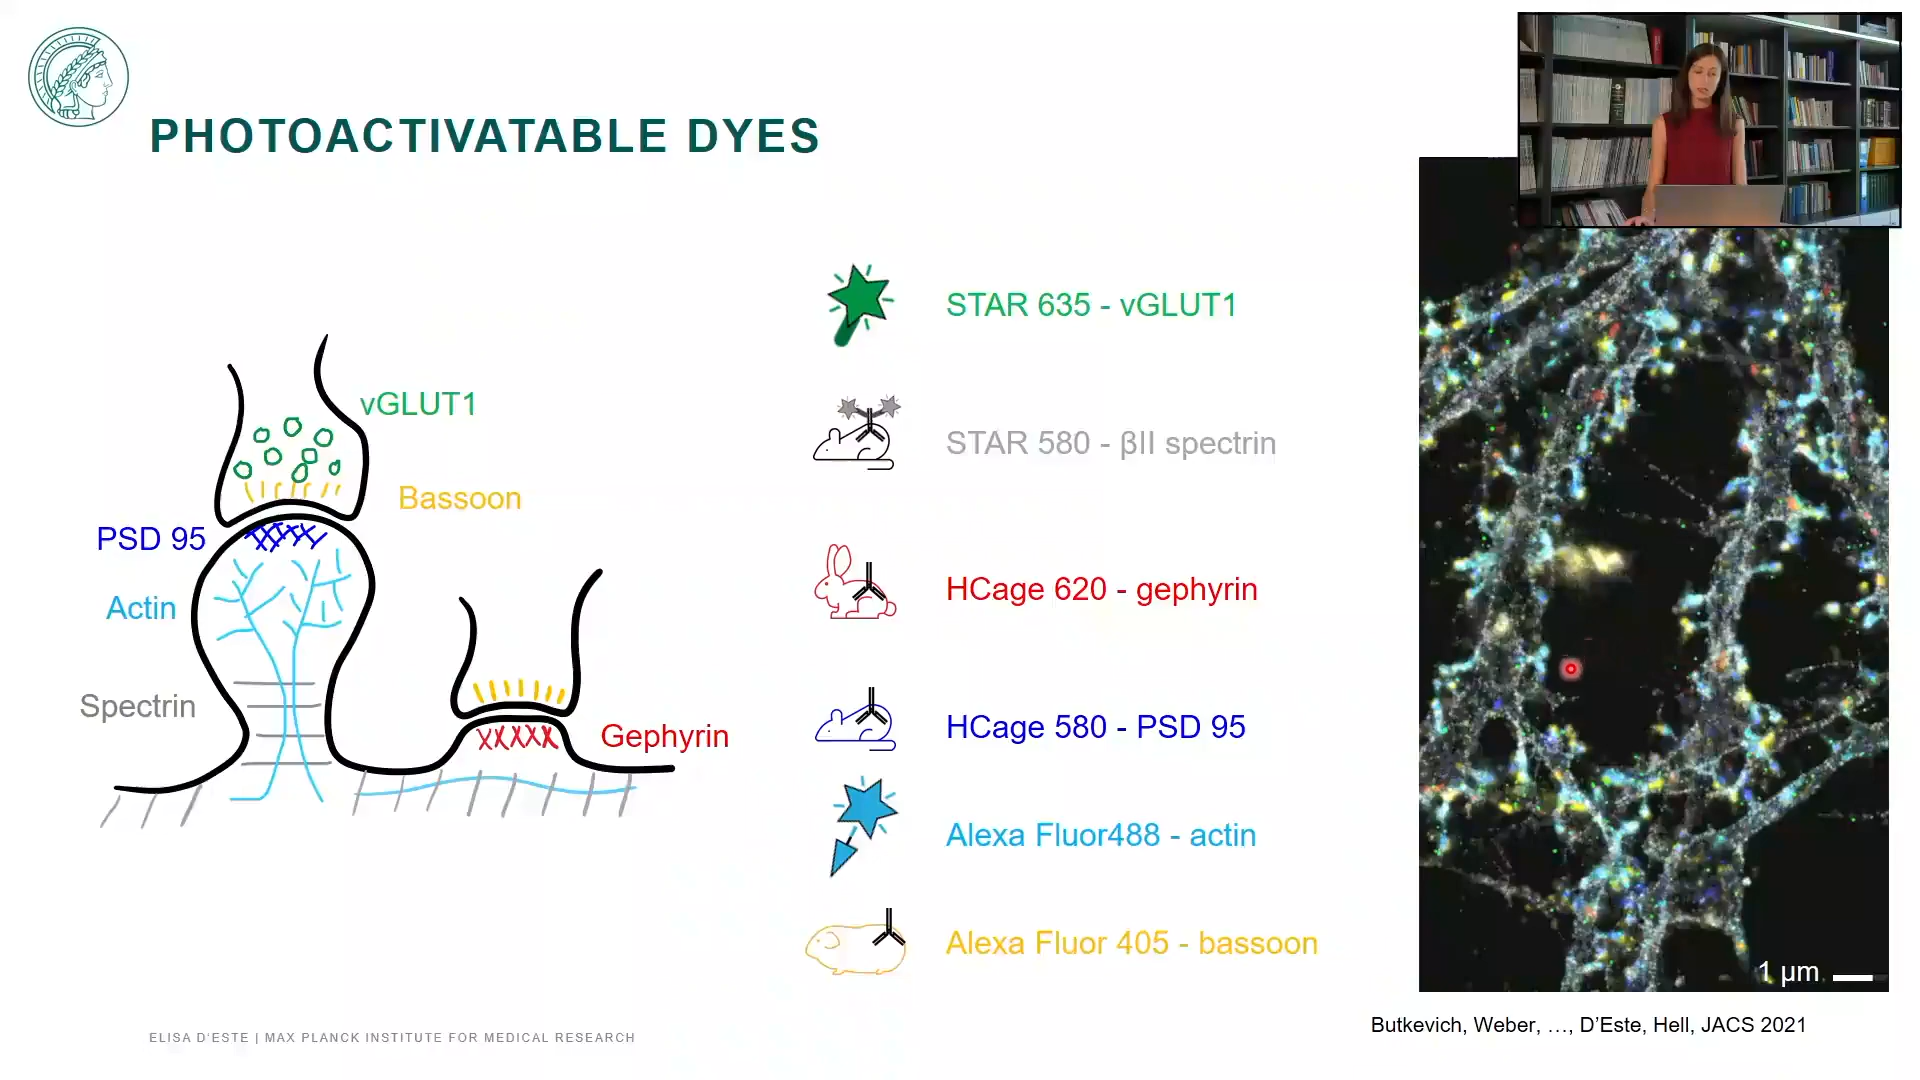 PHOTOACTIVATABLE DYES
vGLUT1
Bassoon
PSD 95
Actin
Spectrin
Gephyrin
STAR 635 - vGLUT1
STAR 580 - βII spectrin
HCage 620 - gephyrin
HCage 580 - PSD 95
Alexa Fluor488 - actin
Alexa Fluor 405 - bassoon
1 μm
Butkevich, Weber, …, D’Este, Hell, JACS 2021
ELISA D‘ESTE | MAX PLANCK INSTITUTE FOR MEDICAL RESEARCH